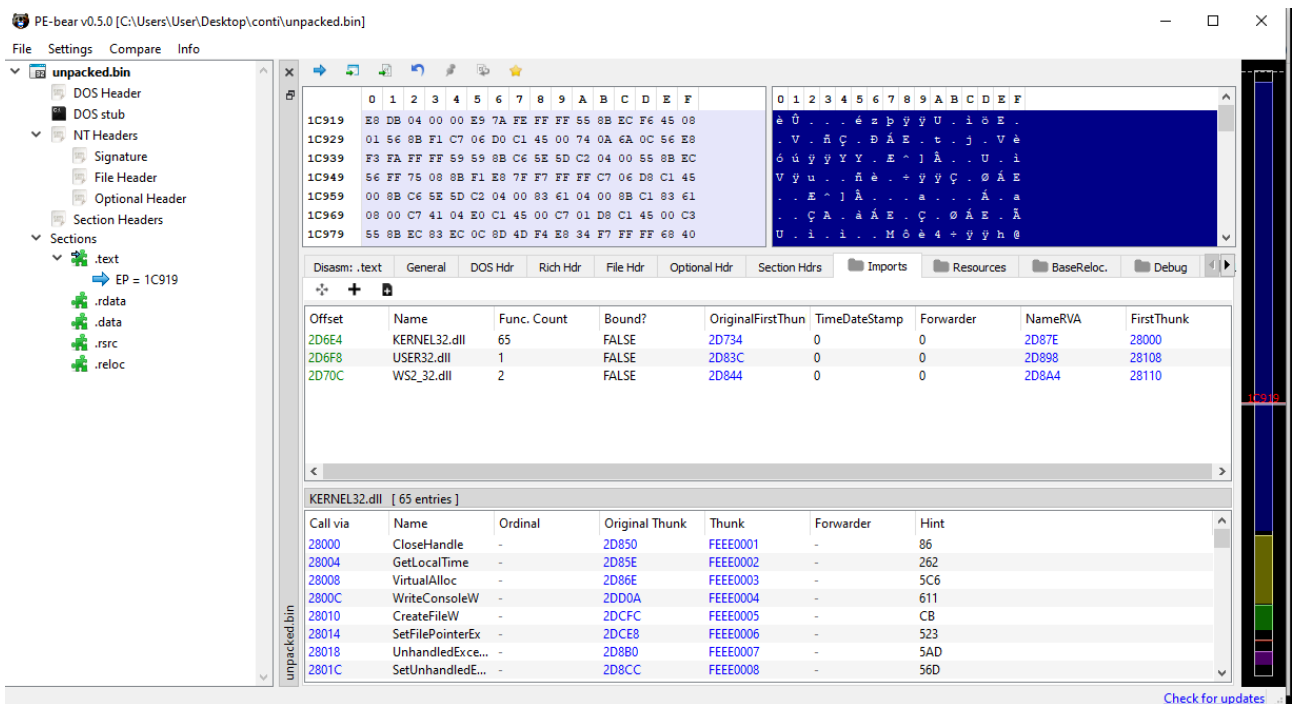 PE-bear v0.5.0 [C:\Users\User\Desktop\conti\unpacked.bin]
File Settings Compare Info
unpacked.bin
DOS Header
DOS stub
NT Headers
Signature
File Header
Optional Header
Section Headers
Sections
.text
EP = 1C919
.rdata
.data
.rsrc
.reloc
unpacked.bin
0 1 2 3 4 5 6 7 8 9 A B C D E F 0 1 2 3 4 5 6 7 8 9 A B C D E F
1C919 E8 DB 04 00 00 E9 7A FE FF FF 55 8B EC F6 45 08 è Û . . . é z þ ÿ ÿ U . ì ö E .
1C929 01 56 8B F1 C7 06 D0 C1 45 00 74 0A 6A 0C 56 E8 . V . ñ Ç . Ð Á E . t . j . V è
1C939 F3 FA FF FF 59 59 8B C6 5E 5D C2 04 00 55 8B EC ó ú ÿ ÿ Y Y . Æ ^ ] Â . . U . ì
1C949 56 FF 75 08 8B F1 E8 7F F7 FF FF C7 06 D8 C1 45 V ÿ u . . ñ è . ÷ ÿ ÿ Ç . Ø Á E
1C959 00 8B C6 5E 5D C2 04 00 83 61 04 00 8B C1 83 61 . . Æ ^ ] Â . . . a . . . Á . a
1C969 08 00 C7 41 04 E0 C1 45 00 C7 01 D8 C1 45 00 C3 . . Ç A . à Á E . Ç . Ø Á E . Ã
1C979 55 8B EC 83 EC 0C 8D 4D F4 E8 34 F7 FF FF 68 40 U . ì . ì . . M ô è 4 ÷ ÿ ÿ h @
Disasm: .text General DOS Hdr Rich Hdr File Hdr Optional Hdr Section Hdrs Imports Resources BaseReloc. Debug
Offset Name Func. Count Bound? OriginalFirstThun TimeDateStamp Forwarder NameRVA FirstThunk
2D6E4 KERNEL32.dll 65 FALSE 2D734 0 0 2D87E 28000
2D6F8 USER32.dll 1 FALSE 2D83C 0 0 2D898 28108
2D70C WS2_32.dll 2 FALSE 2D844 0 0 2D8A4 28110
1C919
KERNEL32.dll [ 65 entries ]
Call via Name Ordinal Original Thunk Thunk Forwarder Hint
28000 CloseHandle - 2D850 FEEE0001 - 86
28004 GetLocalTime - 2D85E FEEE0002 - 262
28008 VirtualAlloc - 2D86E FEEE0003 - 5C6
2800C WriteConsoleW - 2DD0A FEEE0004 - 611
28010 CreateFileW - 2DCFC FEEE0005 - CB
28014 SetFilePointerEx - 2DCE8 FEEE0006 - 523
28018 UnhandledExce... - 2D8B0 FEEE0007 - 5AD
2801C SetUnhandledE... - 2D8CC FEEE0008 - 56D
Check for updates